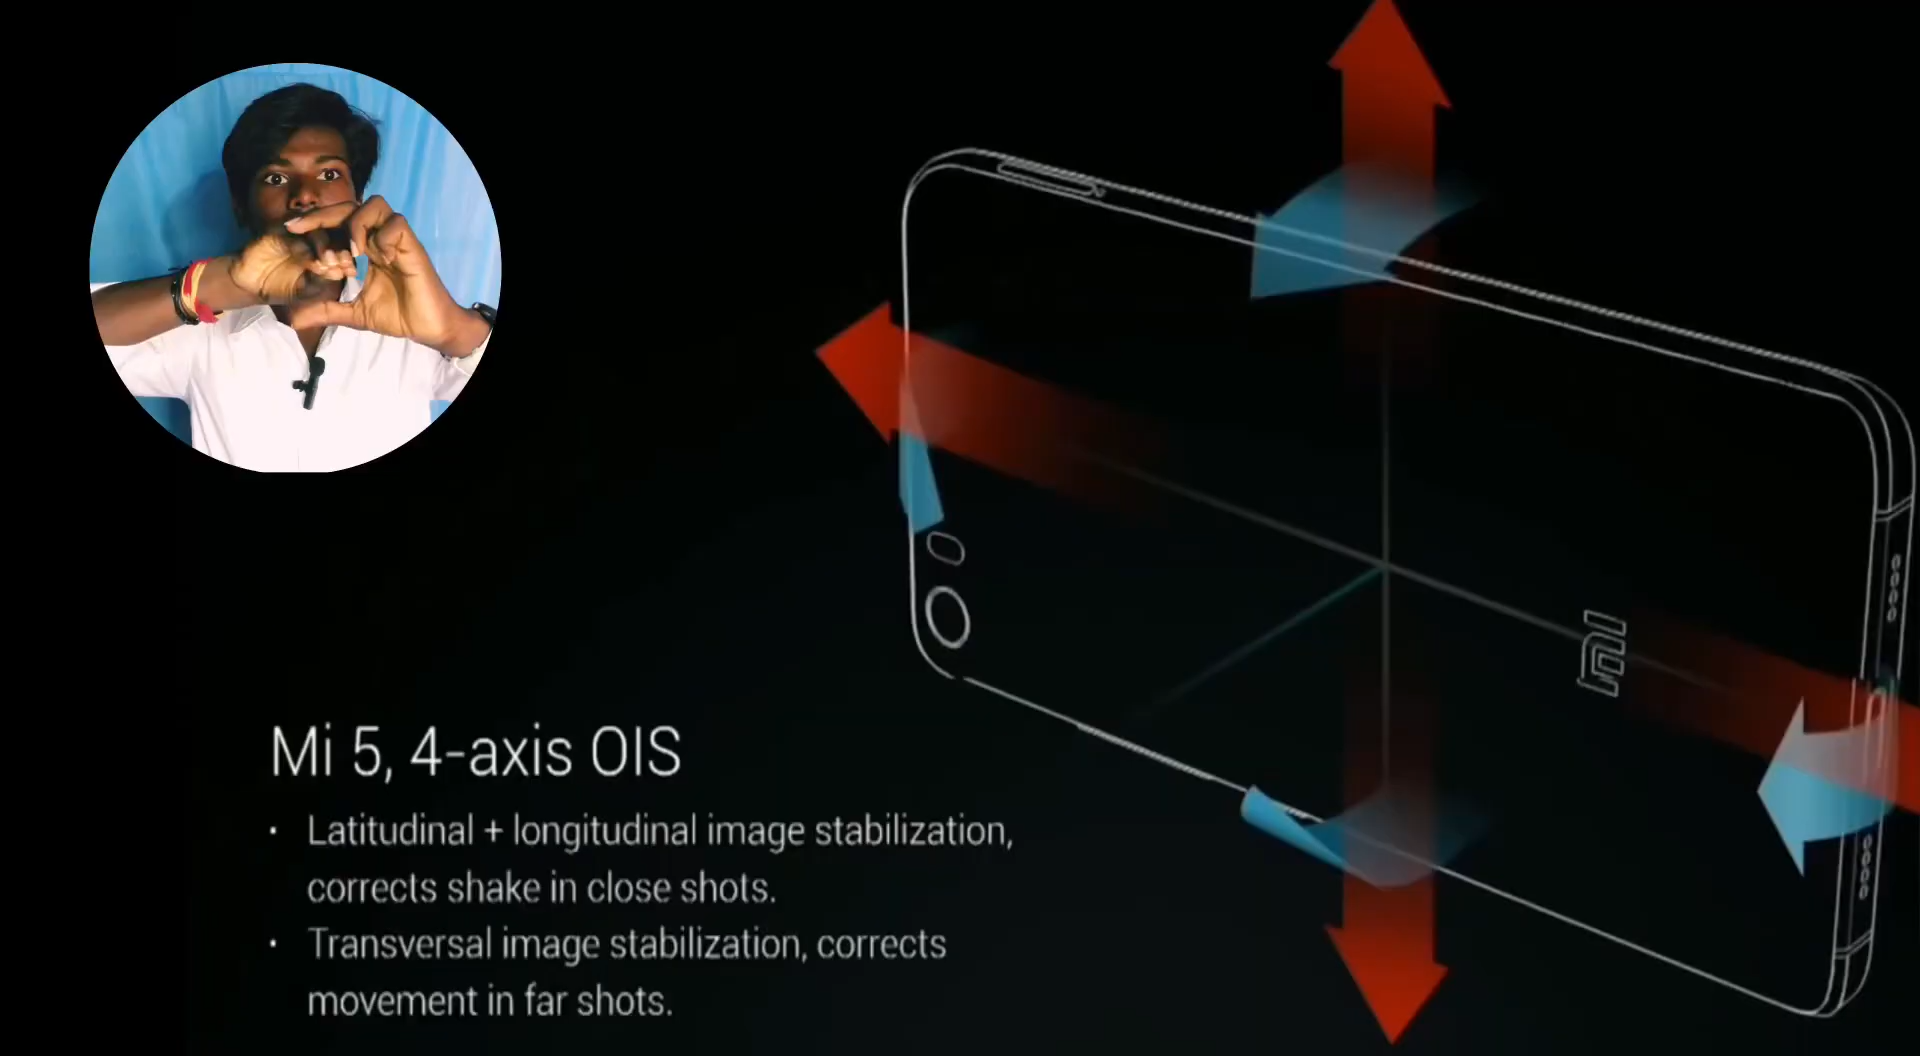 Mi 5, 4-axis OIS
• Latitudinal + longitudinal image stabilization,
corrects shake in close shots.
• Transversal image stabilization, corrects
movement in far shots.